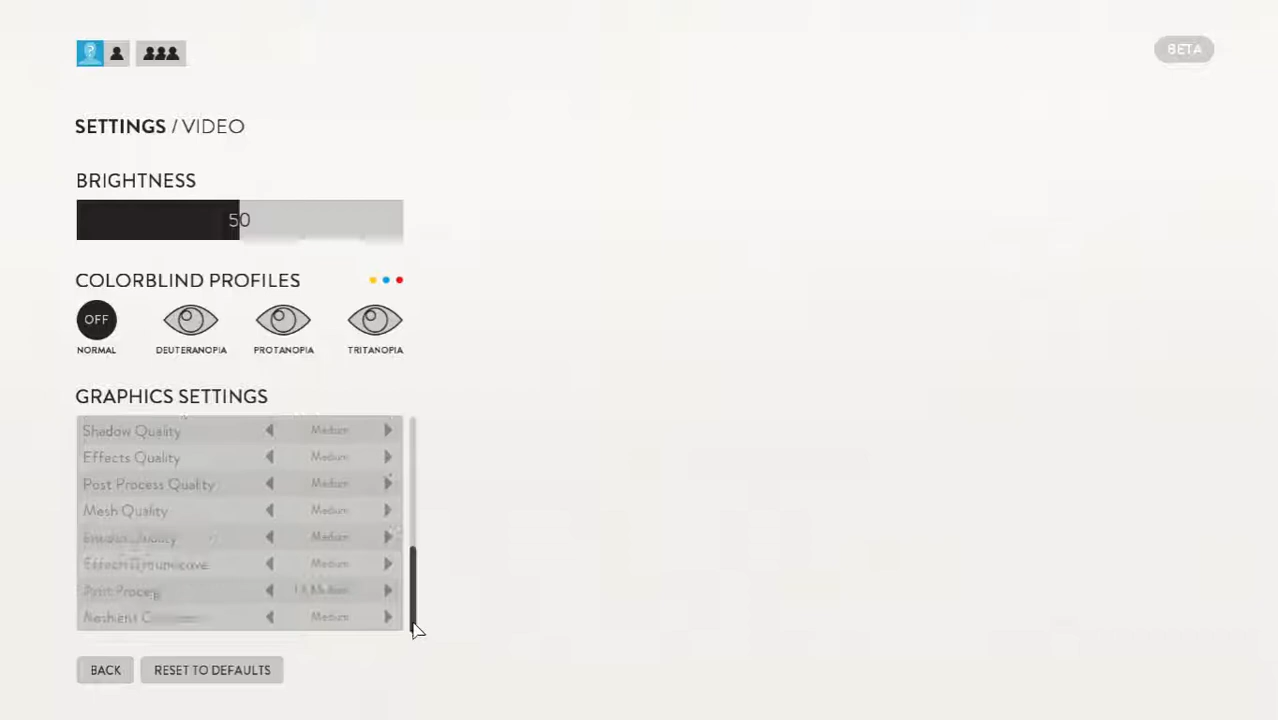 BETA
SETTINGS / VIDEO
BRIGHTNESS
50
COLORBLIND PROFILES
OFF
NORMAL DEUTERANOPIA PROTANOPIA TRITANOPIA
GRAPHICS SETTINGS
Shadow Quality Medium
Effects Quality Medium
Post Process Quality Medium
Mesh Quality Medium
Medium
Medium
Medium
BACK RESET TO DEFAULTS